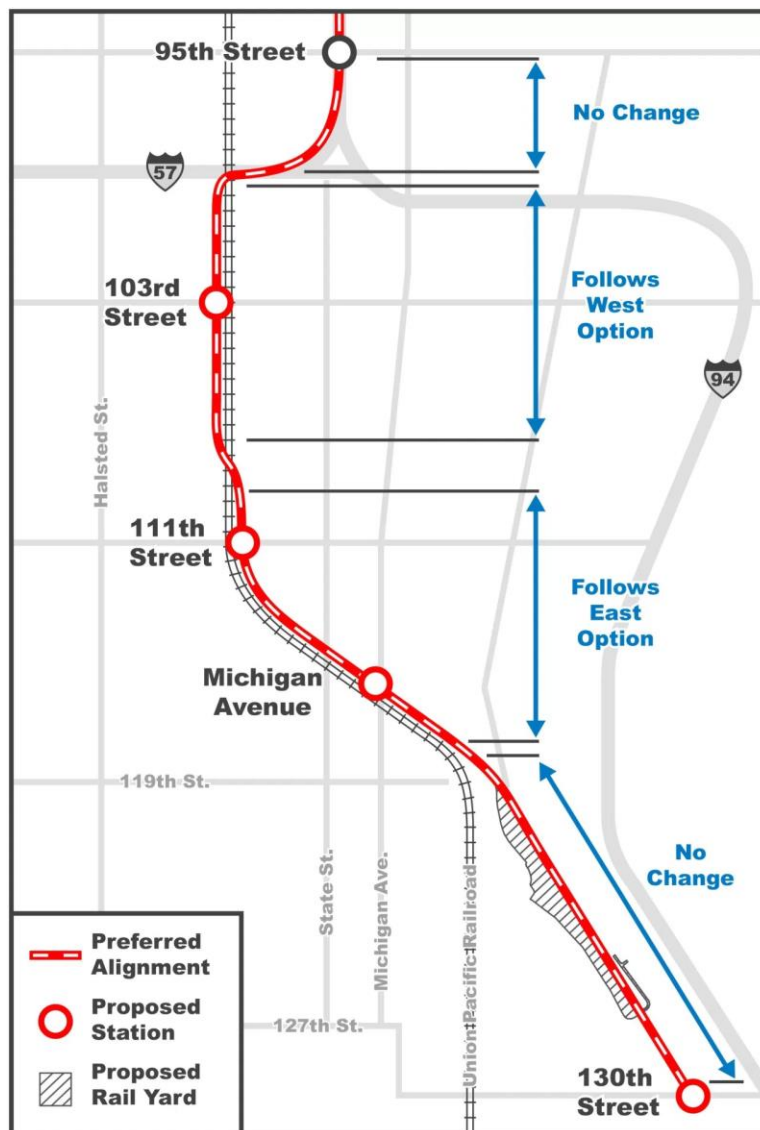 95th Street
No Change
57
103rd
Street
Follows
West
Option
94
Halsted St.
111th
Street
Follows
East
Option
Michigan
Avenue
119th St.
No
Change
State St.
Michigan Ave.
Union Pacific Railroad
Preferred
Alignment
Proposed
Station
127th St.
Proposed
Rail Yard
130th
Street